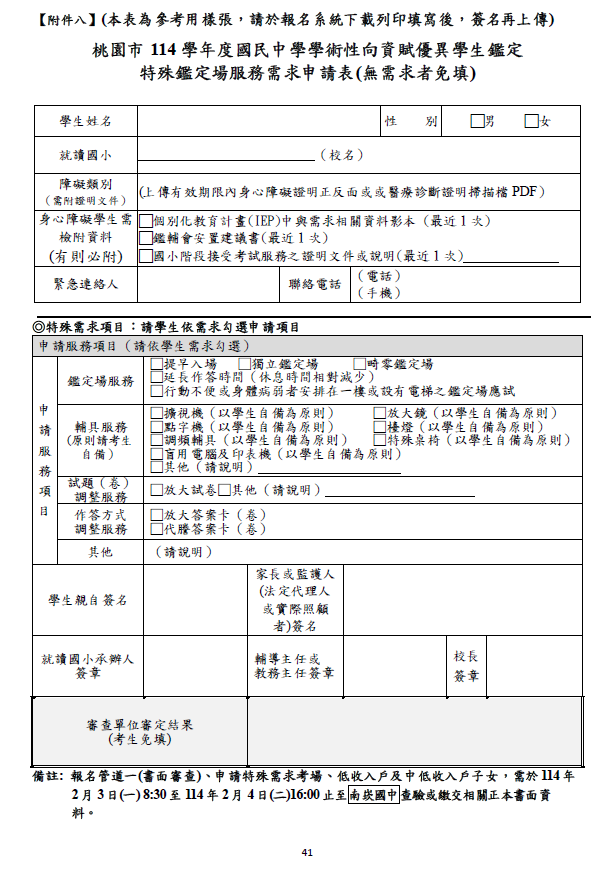 【附件八】(本表為參考用樣張，請於報名系統下載列印填寫後，簽名再上傳)
桃園市 114 學年度國民中學學術性向資賦優異學生鑑定
特殊鑑定場服務需求申請表(無需求者免填)
學生姓名
性 別
□男 □女
就讀國小
（校名）
障礙類別
（需附證明文件）
(上傳有效期限內身心障礙證明正反面或或醫療診斷證明掃描檔 PDF）
身心障礙學生需
檢附資料
(有則必附)
□個別化教育計畫(IEP)中與需求相關資料影本（最近 1 次）
□鑑輔會安置建議書(最近 1 次)
□國小階段接受考試服務之證明文件或說明(最近 1 次)
緊急連絡人
聯絡電話
（電話）
（手機）
◎特殊需求項目：請學生依需求勾選申請項目
申請服務項目（請依學生需求勾選）
申請服務項目
鑑定場服務
□提早入場 □獨立鑑定場 □畸零鑑定場
□延長作答時間（休息時間相對減少）
□行動不便或身體病弱者安排在一樓或設有電梯之鑑定場應試
輔具服務
(原則請考生
自備）
□擴視機（以學生自備為原則） □放大鏡（以學生自備為原則）
□點字機（以學生自備為原則） □檯燈（以學生自備為原則）
□調頻輔具（以學生自備為原則） □特殊桌椅（以學生自備為原則）
□盲用電腦及印表機（以學生自備為原則）
□其他（請說明）
試題（卷）
調整服務
□放大試卷□其他（請說明）
作答方式
調整服務
□放大答案卡（卷）
□代謄答案卡（卷）
其他
（請說明）
學生親自簽名
家長或監護人
(法定代理人
或實際照顧
者)簽名
就讀國小承辦人
簽章
輔導主任或
教務主任簽章
校長
簽章
審查單位審定結果
(考生免填)
備註: 報名管道一(書面審查)、申請特殊需求考場、低收入戶及中低收入戶子女，需於 114 年
2 月 3 日(一) 8:30 至 114 年 2 月 4 日(二)16:00 止至南崁國中查驗或繳交相關正本書面資
料。
41